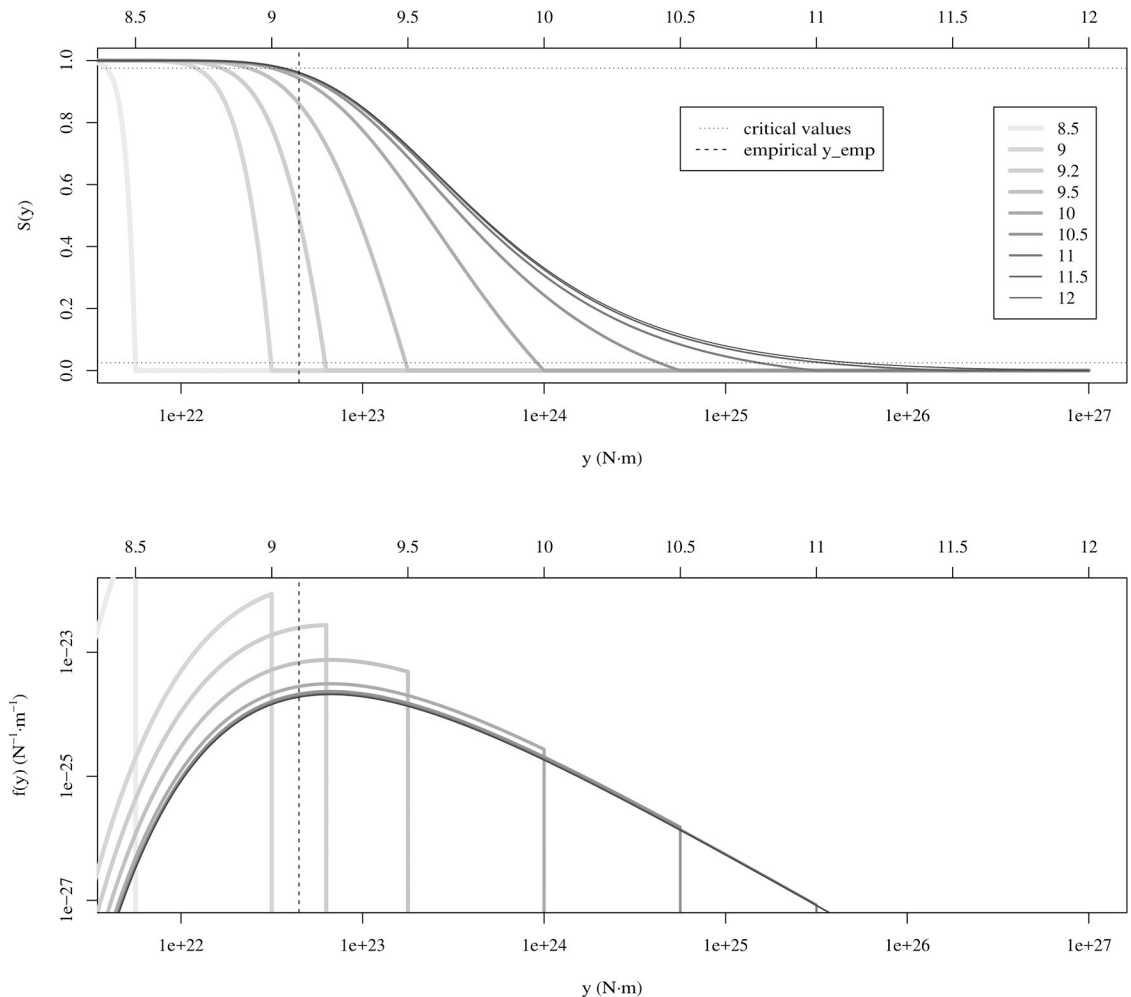 8.5 9 9.5 10 10.5 11 11.5 12
S(y)
0.0 0.2 0.4 0.6 0.8 1.0
critical values
empirical y_emp
8.5
9
9.2
9.5
10
10.5
11
11.5
12
1e+22 1e+23 1e+24 1e+25 1e+26 1e+27
y (N·m)
8.5 9 9.5 10 10.5 11 11.5 12
f(y) (N⁻¹·m⁻¹)
1e−27 1e−25 1e−23
1e+22 1e+23 1e+24 1e+25 1e+26 1e+27
y (N·m)